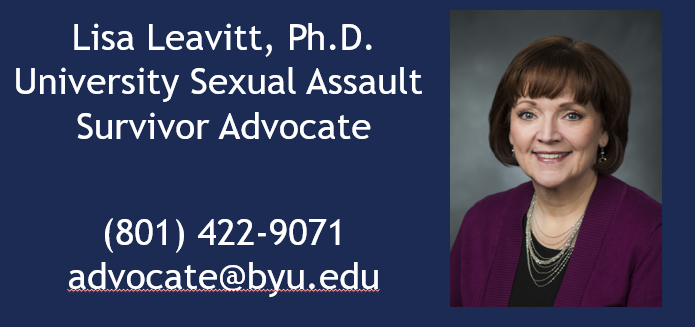 Lisa Leavitt, Ph.D.
University Sexual Assault
Survivor Advocate
(801) 422-9071
advocate@byu.edu